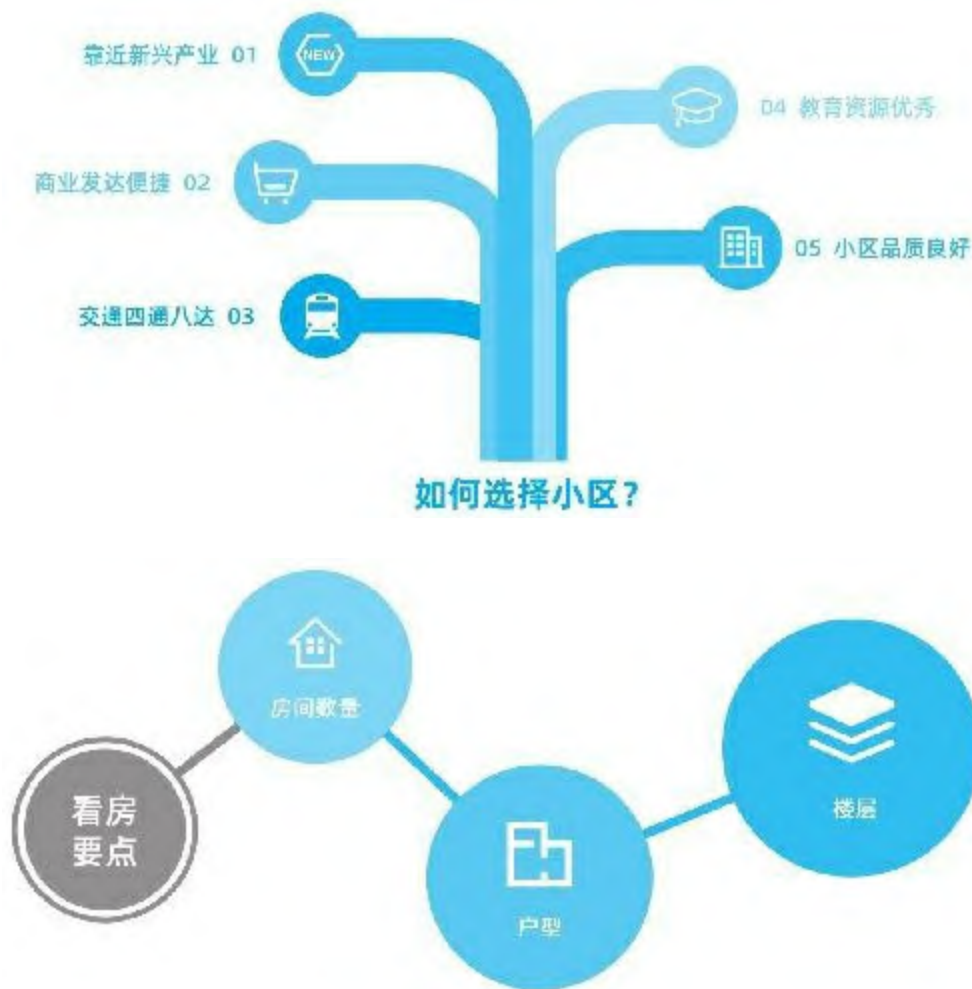 靠近新兴产业 01
NEW
04 教育资源优秀
商业发达便捷 02
05 小区品质良好
交通四通八达 03
如何选择小区？
房间数量
看房
要点
楼层
户型